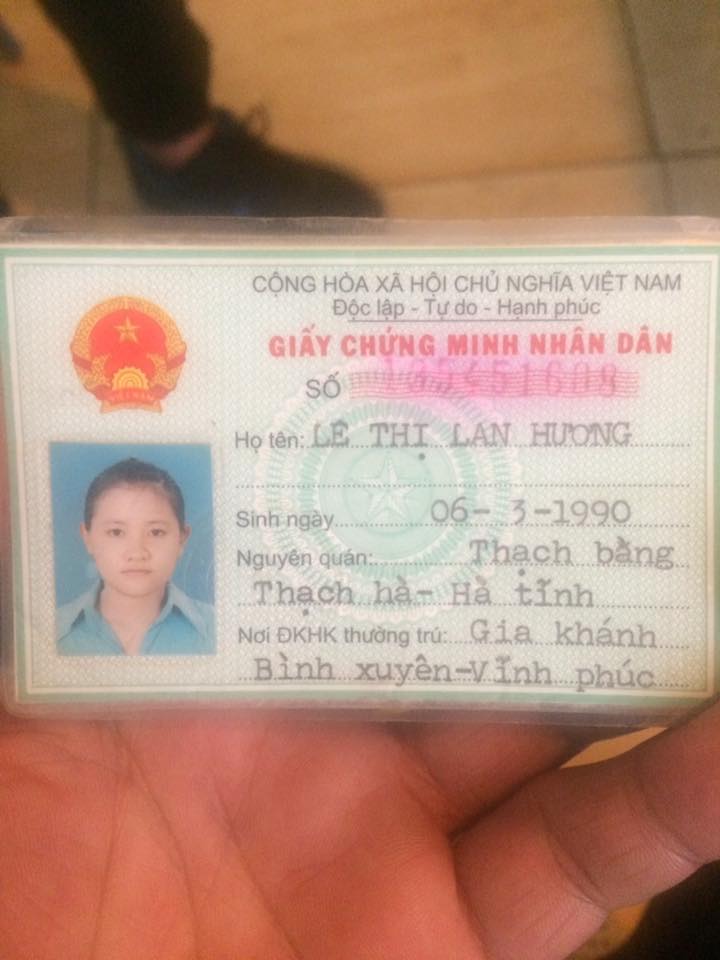 CỘNG HÒA XÃ HỘI CHỦ NGHĨA VIỆT NAM
Độc lập - Tự do - Hạnh phúc
GIẤY CHỨNG MINH NHÂN DÂN
SỐ
Họ tên: LÊ THỊ LAN HƯƠNG
Sinh ngày 06- 3-1990
Nguyên quán: Thạch bằng
Thạch hà- Hà tĩnh
Nơi ĐKHK thường trú: Gia khánh
Bình xuyên-Vĩnh phúc
VIỆT NAM